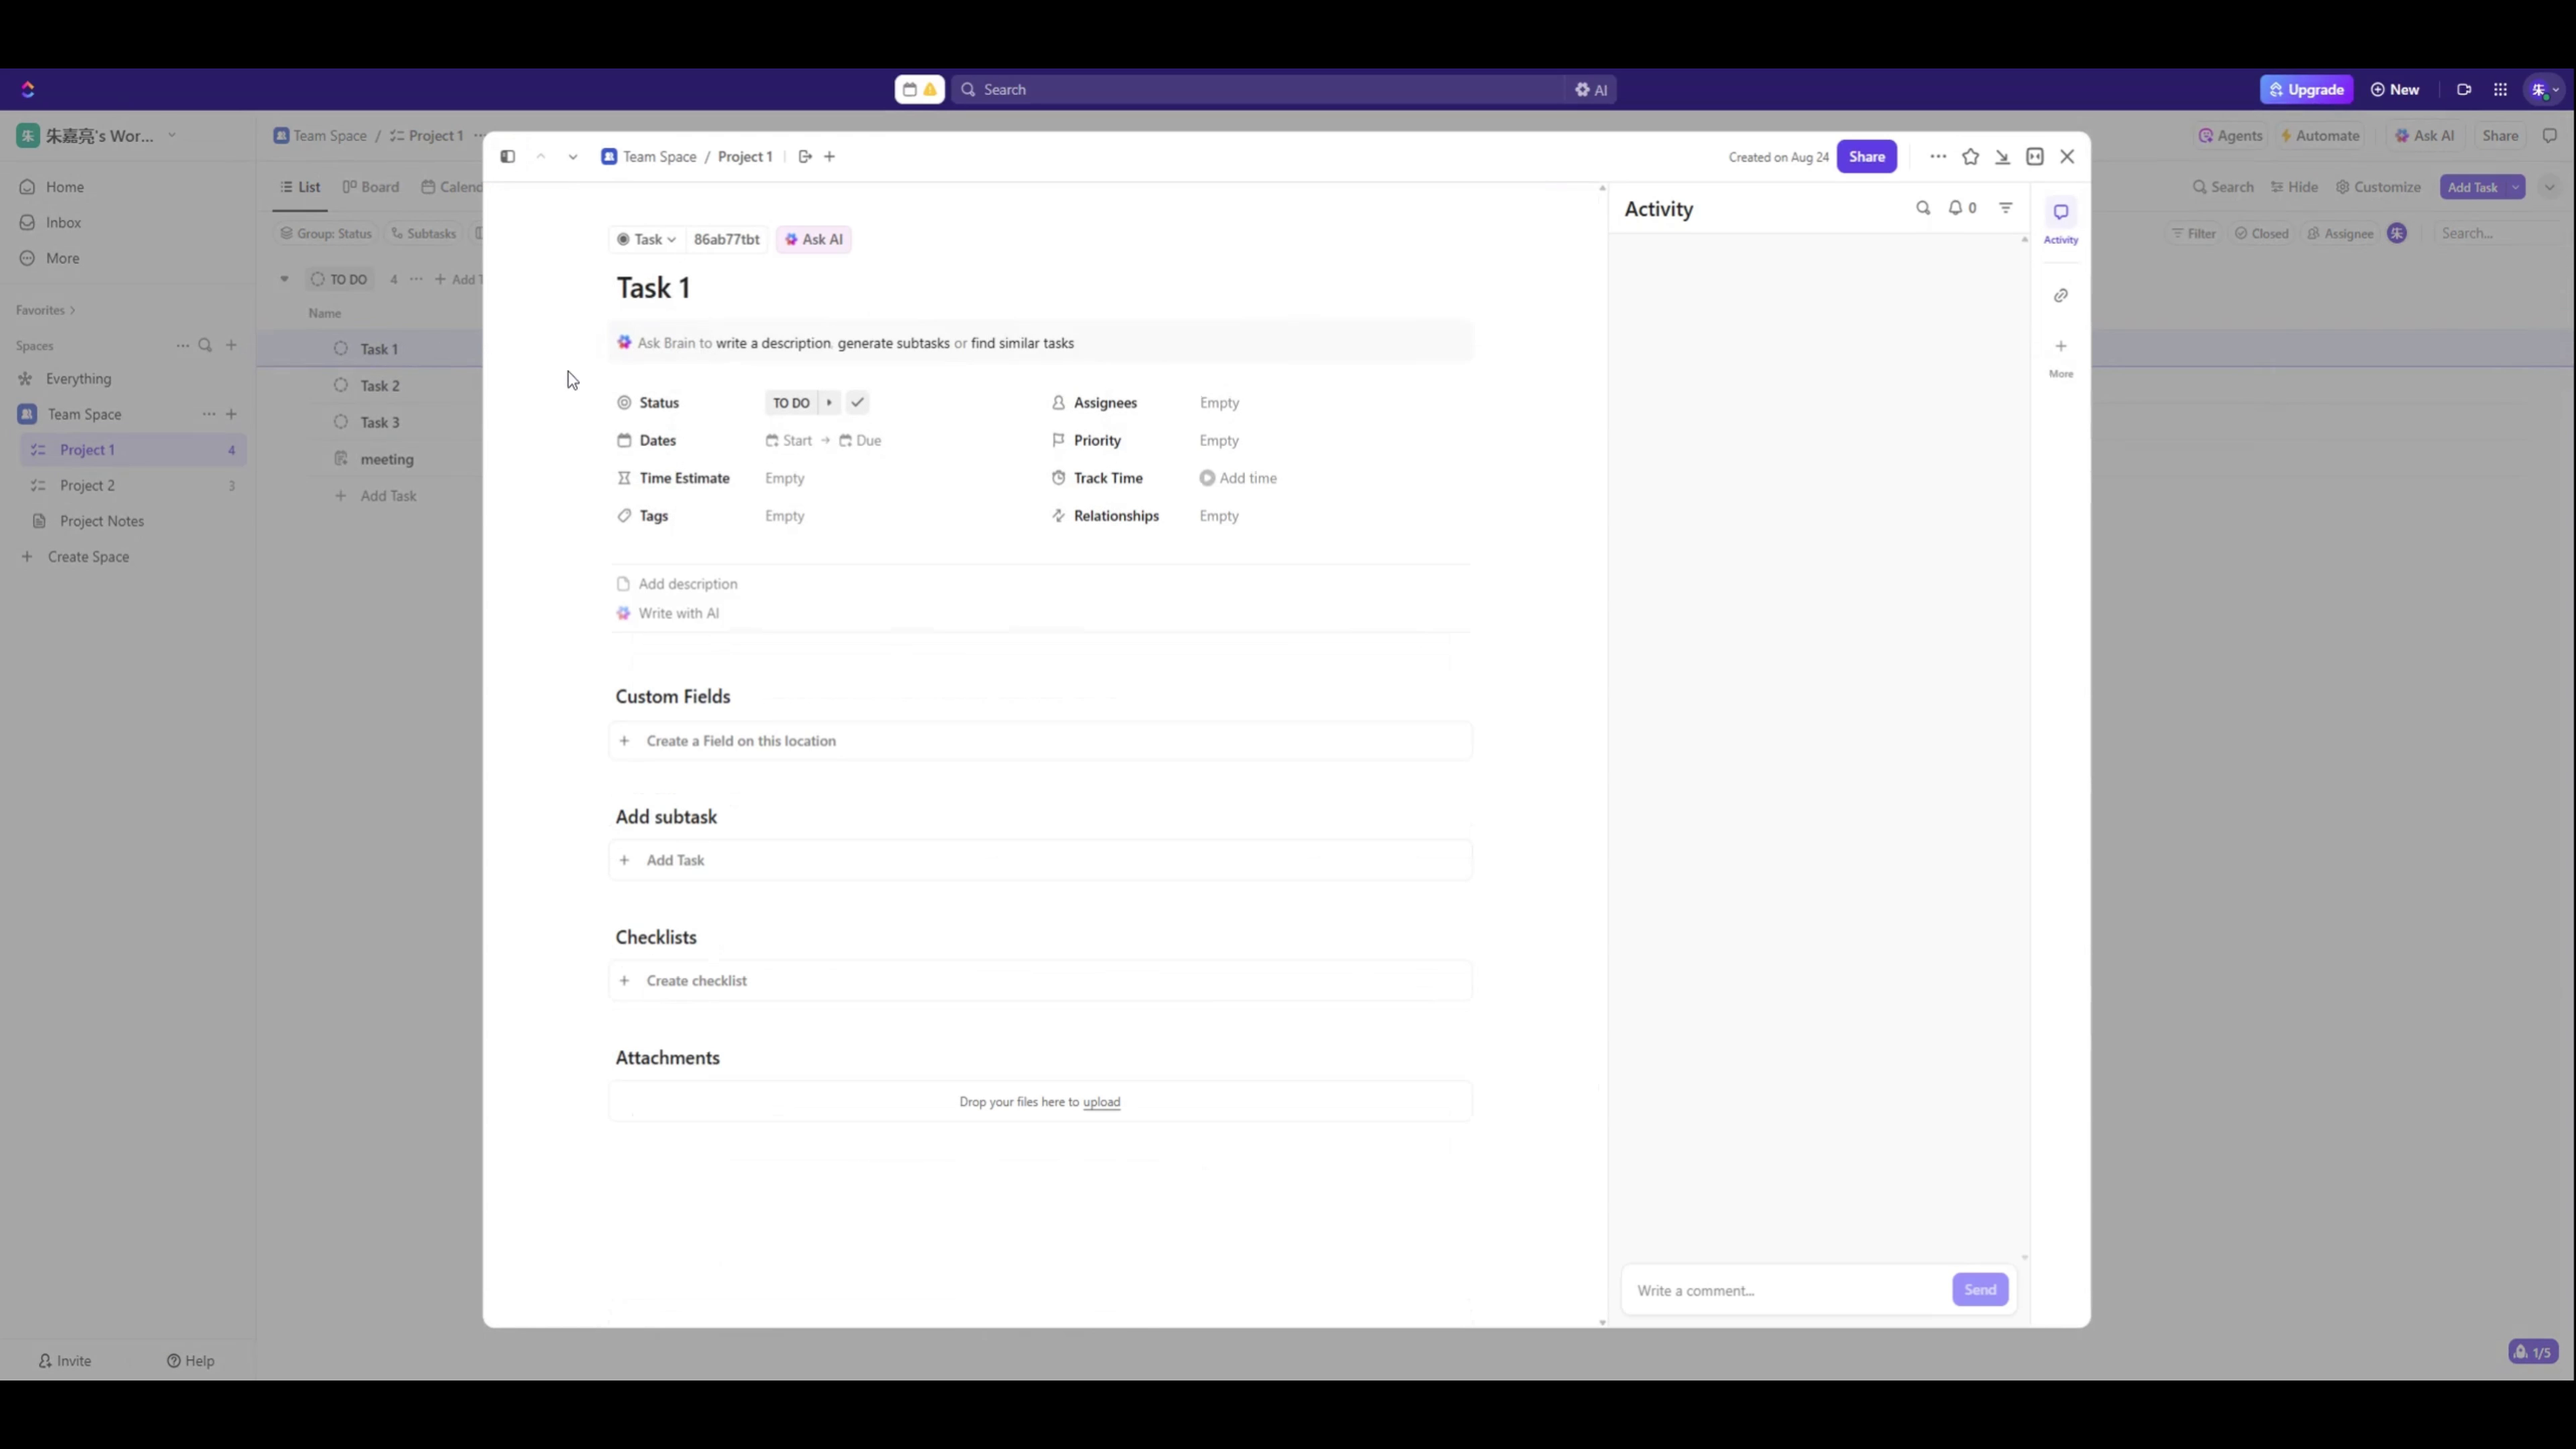 Search
AI
Upgrade
New
朱
朱 朱嘉亮's Wor...
Home
Inbox
More
Favorites
Spaces
Everything
Team Space
Project 1 4
Project 2 3
Project Notes
Create Space
Invite
Help
Team Space / Project 1 ...
List
Board
Calend
Group: Status
Subtasks
TO DO 4 ... + Add T
Name
Task 1
Task 2
Task 3
meeting
Add Task
Agents
Automate
Ask AI
Share
Search
Hide
Customize
Add Task
Filter
Closed
Assignee
朱
Search...
Team Space / Project 1
Created on Aug 24
Share
Task
86ab77tbt
Ask AI
Task 1
Ask Brain to write a description, generate subtasks or find similar tasks
Status
TO DO
Assignees
Empty
Dates
Start → Due
Priority
Empty
Time Estimate
Empty
Track Time
Add time
Tags
Empty
Relationships
Empty
Add description
Write with AI
Custom Fields
+ Create a Field on this location
Add subtask
+ Add Task
Checklists
+ Create checklist
Attachments
Drop your files here to upload
Activity
0
Activity
More
Write a comment...
Send
1/5